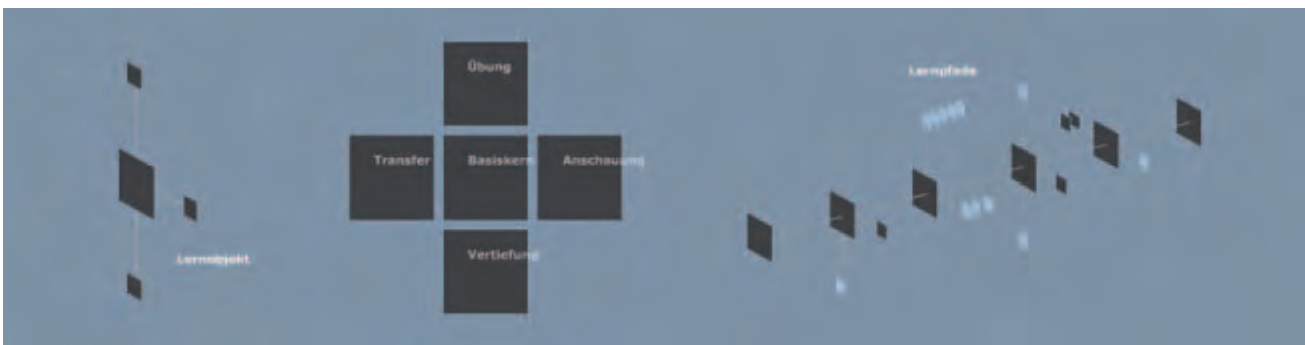 Übung
Transfer
Basiskern
Anschauung
Vertiefung
Lernobjekt
Lernpfade